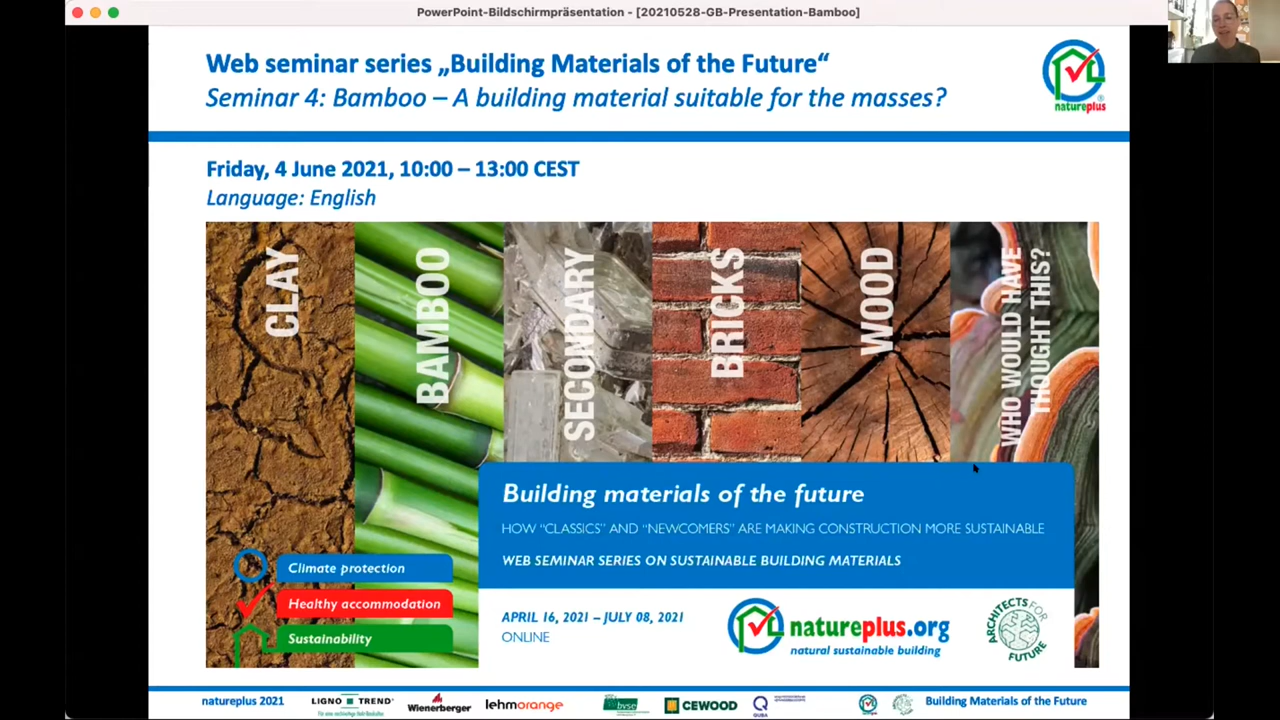 PowerPoint-Bildschirmpräsentation - [20210528-GB-Presentation-Bamboo]
Web seminar series „Building Materials of the Future“
Seminar 4: Bamboo – A building material suitable for the masses?
natureplus
Friday, 4 June 2021, 10:00 – 13:00 CEST
Language: English
CLAY
BAMBOO
SECONDARY
BRICKS
WOOD
WHO WOULD HAVE
THOUGHT THIS?
Building materials of the future
HOW “CLASSICS” AND “NEWCOMERS” ARE MAKING CONSTRUCTION MORE SUSTAINABLE
WEB SEMINAR SERIES ON SUSTAINABLE BUILDING MATERIALS
Climate protection
Healthy accommodation
Sustainability
APRIL 16, 2021 – JULY 08, 2021
ONLINE
natureplus.org
natural sustainable building
ARCHITECTS FOR FUTURE
natureplus 2021
LIGNO TREND
Wienerberger
lehmorange
bvse
CEWOOD
QUBA
Building Materials of the Future